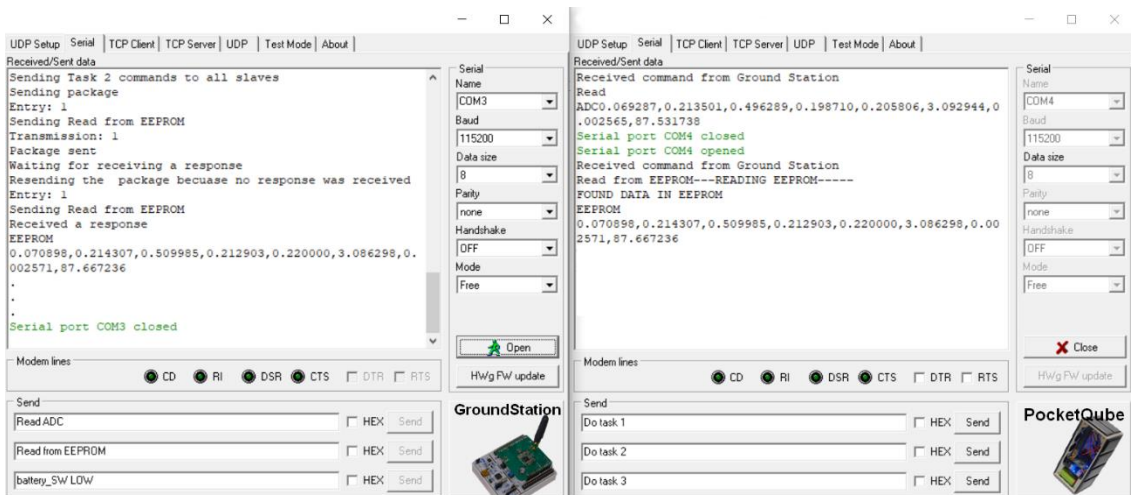 UDP Setup Serial TCP Client TCP Server UDP Test Mode About
Received/Sent data
Sending Task 2 commands to all slaves
Sending package
Entry: 1
Sending Read from EEPROM
Transmission: 1
Package sent
Waiting for receiving a response
Resending the  package becuase no response was received
Entry: 1
Sending Read from EEPROM
Received a response
EEPROM
0.070898,0.214307,0.509985,0.212903,0.220000,3.086298,0.
002571,87.667236
.
.
Serial port COM3 closed
Serial
Name
COM3
Baud
115200
Data size
8
Parity
none
Handshake
OFF
Mode
Free
Open
HWg FW update
Modem lines
CD RI DSR CTS DTR RTS
Send
Read ADC HEX Send
Read from EEPROM HEX Send
battery_SW LOW HEX Send
GroundStation
UDP Setup Serial TCP Client TCP Server UDP Test Mode About
Received/Sent data
Received command from Ground Station
Read
ADC0.069287,0.213501,0.496289,0.198710,0.205806,3.092944,0
.002565,87.531738
Serial port COM4 closed
Serial port COM4 opened
Received command from Ground Station
Read from EEPROM---READING EEPROM-----
FOUND DATA IN EEPROM
EEPROM
0.070898,0.214307,0.509985,0.212903,0.220000,3.086298,0.00
2571,87.667236
Serial
Name
COM4
Baud
115200
Data size
8
Parity
none
Handshake
OFF
Mode
Free
Close
HWg FW update
Modem lines
CD RI DSR CTS DTR RTS
Send
Do task 1 HEX Send
Do task 2 HEX Send
Do task 3 HEX Send
PocketQube